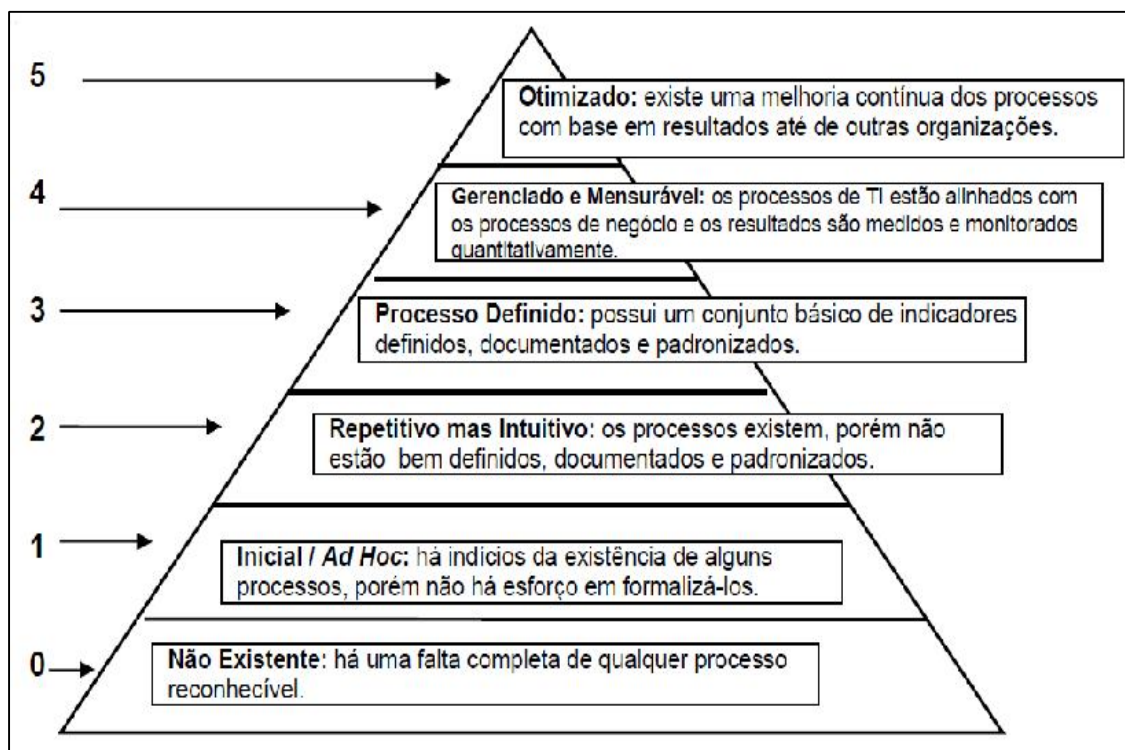 5
Otimizado: existe uma melhoria contínua dos processos
com base em resultados até de outras organizações.
4
Gerenciado e Mensurável: os processos de TI estão alinhados com
os processos de negócio e os resultados são medidos e monitorados
quantitativamente.
3
Processo Definido: possui um conjunto básico de indicadores
definidos, documentados e padronizados.
2
Repetitivo mas Intuitivo: os processos existem, porém não
estão bem definidos, documentados e padronizados.
1
Inicial / Ad Hoc: há indícios da existência de alguns
processos, porém não há esforço em formalizá-los.
0
Não Existente: há uma falta completa de qualquer processo
reconhecível.